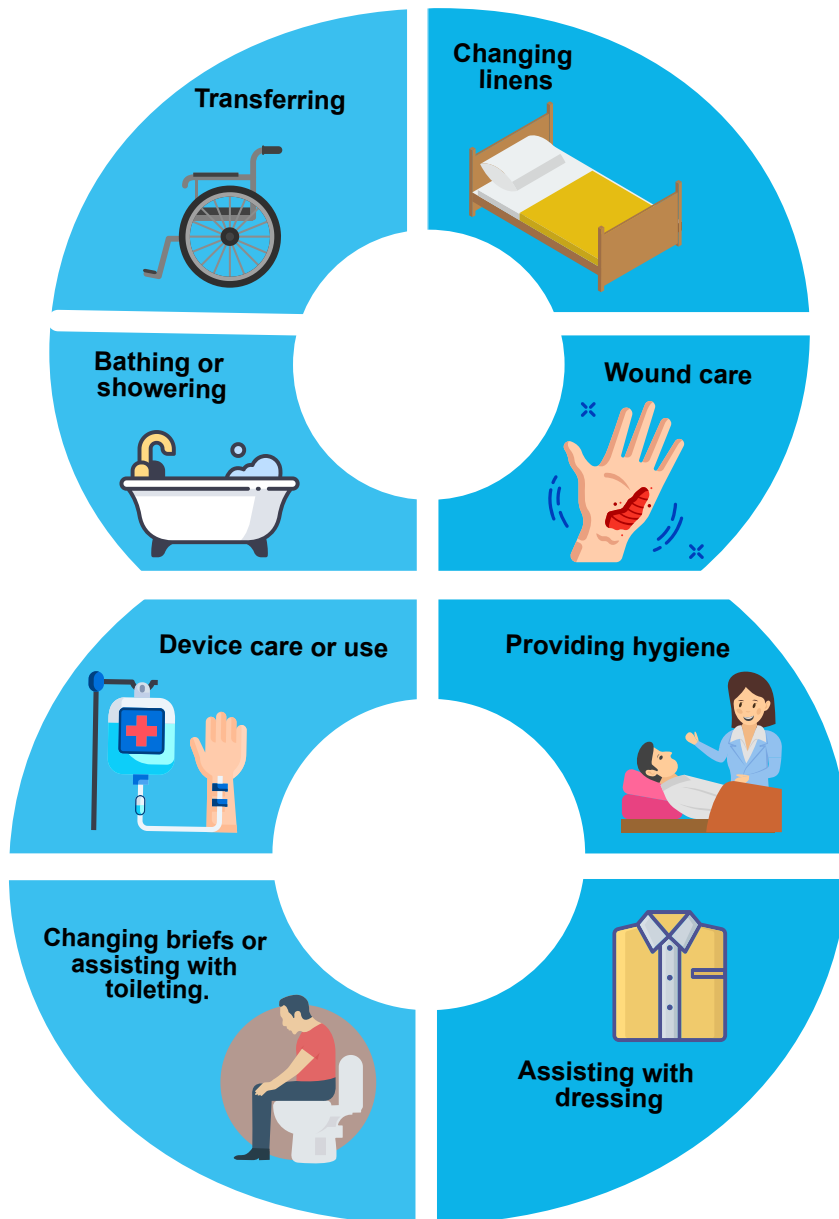 Transferring
Changing
linens
Bathing or
showering
Wound care
Device care or use
Providing hygiene
Changing briefs or
assisting with
toileting.
Assisting with
dressing